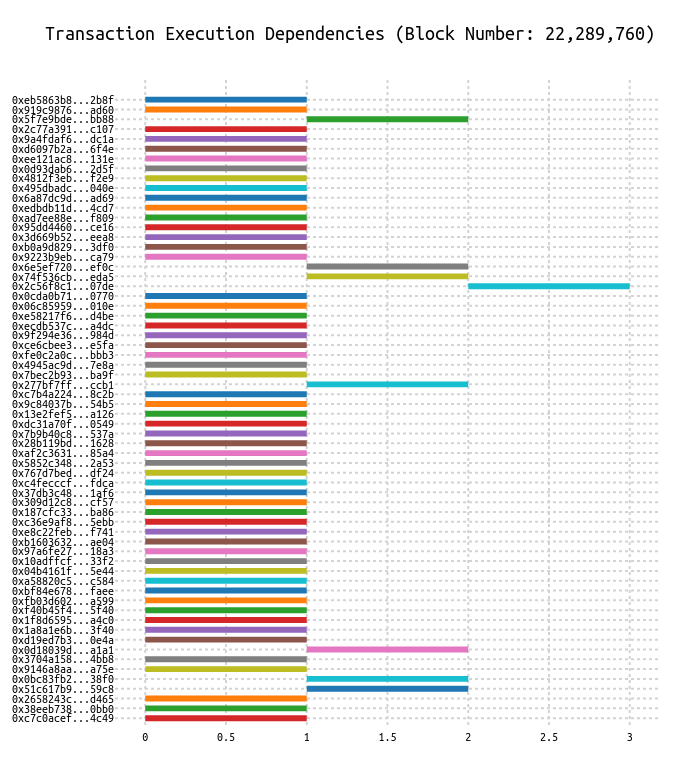 Transaction Execution Dependencies (Block Number: 22,289,760)
0xeb5863b8...2b8f
0x919c9876...ad60
0x5f7e9bde...bb88
0x2c77a391...c107
0x9a4fdaf6...dc1a
0xd6097b2a...6f4e
0xee121ac8...131e
0x0d93dab6...2d5f
0x4812f3eb...f2e9
0x495dbadc...040e
0x6a87dc9d...ad69
0xedbdb11d...4cd7
0xad7ee88e...f809
0x95dd4460...ce16
0x3d669b52...eea8
0xb0a9d829...3df0
0x9223b9eb...ca79
0x6e5ef720...ef0c
0x74f536cb...eda5
0x2c56f8c1...07de
0x0cda0b71...0770
0x06c85959...010e
0xe58217f6...d4be
0xecdb537c...a4dc
0x9f294e36...984d
0xce6cbee3...e5fa
0xfe0c2a0c...bbb3
0x4945ac9d...7e8a
0x7bec2b93...ba9f
0x277bf7ff...ccb1
0xc7b4a224...8c2b
0x9c84037b...54b5
0x13e2fef5...a126
0xdc31a70f...0549
0x7b9b40c8...537a
0x28b119bd...1628
0xaf2c3631...85a4
0x5852c348...2a53
0x767d7bed...df24
0xc4fecccf...fdca
0x37db3c48...1af6
0x309d12c8...cf57
0x187cfc33...ba86
0xc36e9af8...5ebb
0xe8c22feb...f741
0xb1603632...ae04
0x97a6fe27...18a3
0x10adffcf...33f2
0x04b4161f...5e44
0xa58820c5...c584
0xbf84e678...faee
0xfb03d602...a599
0xf40b45f4...5f40
0x1f8d6595...a4c0
0x1a8a1e6b...3f40
0xd19ed7b3...0e4a
0x0d18039d...a1a1
0x3704a158...4bb8
0x9146a8aa...a75e
0x0bc83fb2...38f0
0x51c617b9...59c8
0x2658243c...d465
0x38eeb738...0bb0
0xc7c0acef...4c49
0 0.5 1 1.5 2 2.5 3